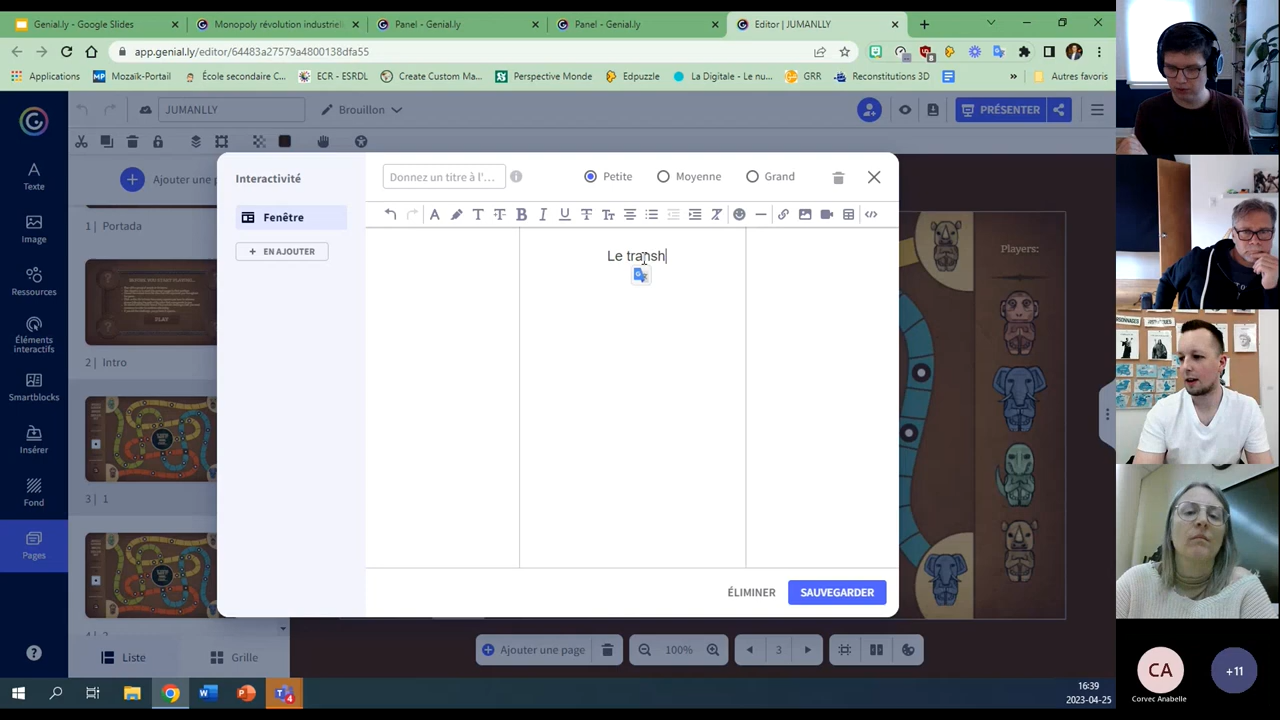 Genial.ly - Google Slides
Monopoly révolution industriel
Panel - Genial.ly
Panel - Genial.ly
Editor | JUMANLLY
app.genial.ly/editor/64483a27579a4800138dfa55
Applications
Mozaïk-Portail
École secondaire C...
ECR - ESRDL
Create Custom Ma...
Perspective Monde
Edpuzzle
La Digitale - Le nu...
GRR
Reconstitutions 3D
»
Autres favoris
JUMANLLY
Brouillon
PRÉSENTER
Texte
Image
Ressources
Éléments
interactifs
Smartblocks
Insérer
Fond
Pages
Ajouter une p
1 | Portada
PLAY
2 | Intro
3 | 1
Liste
Grille
Interactivité
Fenêtre
+ EN AJOUTER
Donnez un titre à l'...
Petite
Moyenne
Grand
Le transh
ÉLIMINER
SAUVEGARDER
Players:
Ajouter une page
100%
3
16:39
2023-04-25
CA
Corvec Anabelle
+11